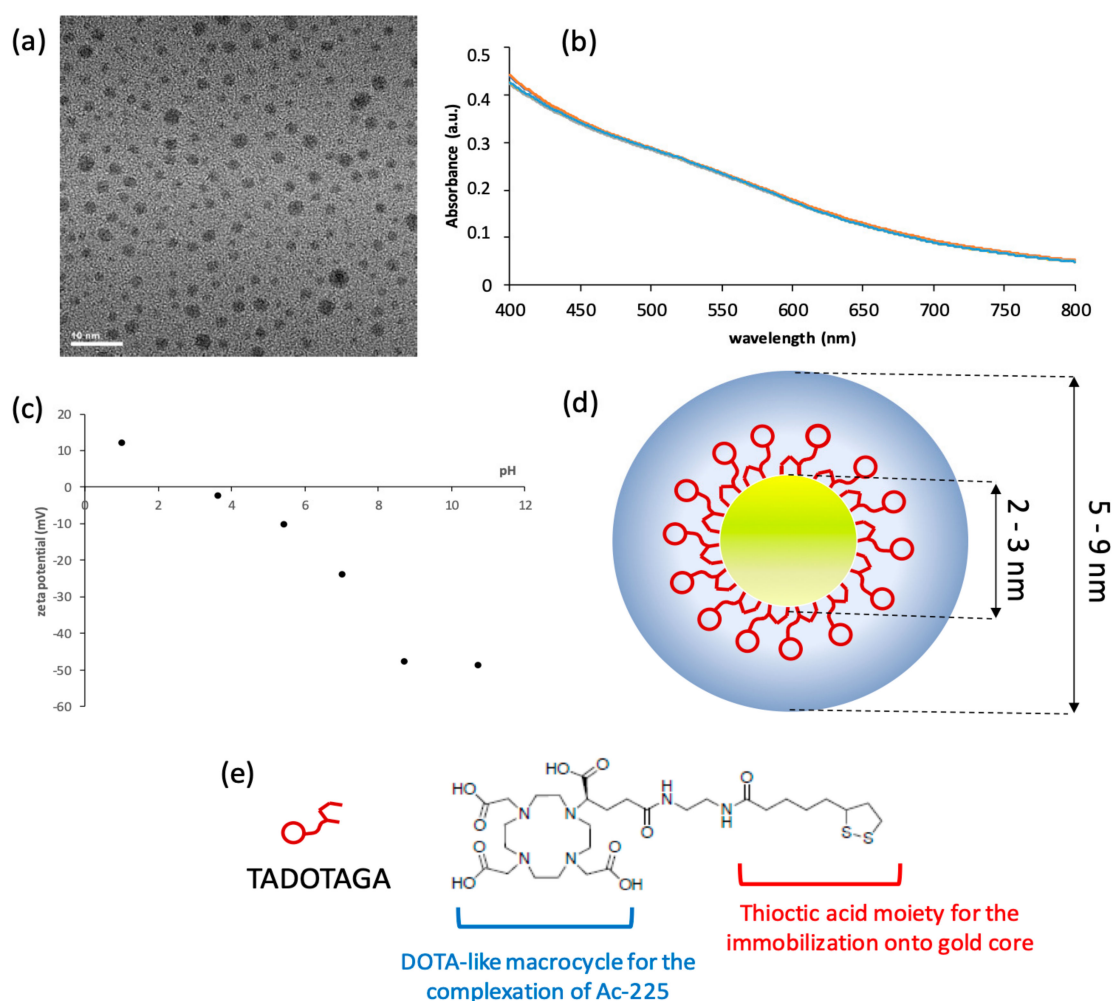 (a)
10 nm
(b)
Absorbance (a.u.)
0.5
0.4
0.3
0.2
0.1
0
400 450 500 550 600 650 700 750 800
wavelength (nm)
(c)
zeta potential (mV)
20
10
0
-10
-20
-30
-40
-50
-60
0 2 4 6 8 10 12
pH
(d)
2 - 3 nm
5 - 9 nm
(e)
TADOTAGA
HO O
HO O
N N
N N
O HO
O OH
H N
O
N H
O
S-S
DOTA-like macrocycle for the
complexation of Ac-225
Thioctic acid moiety for the
immobilization onto gold core